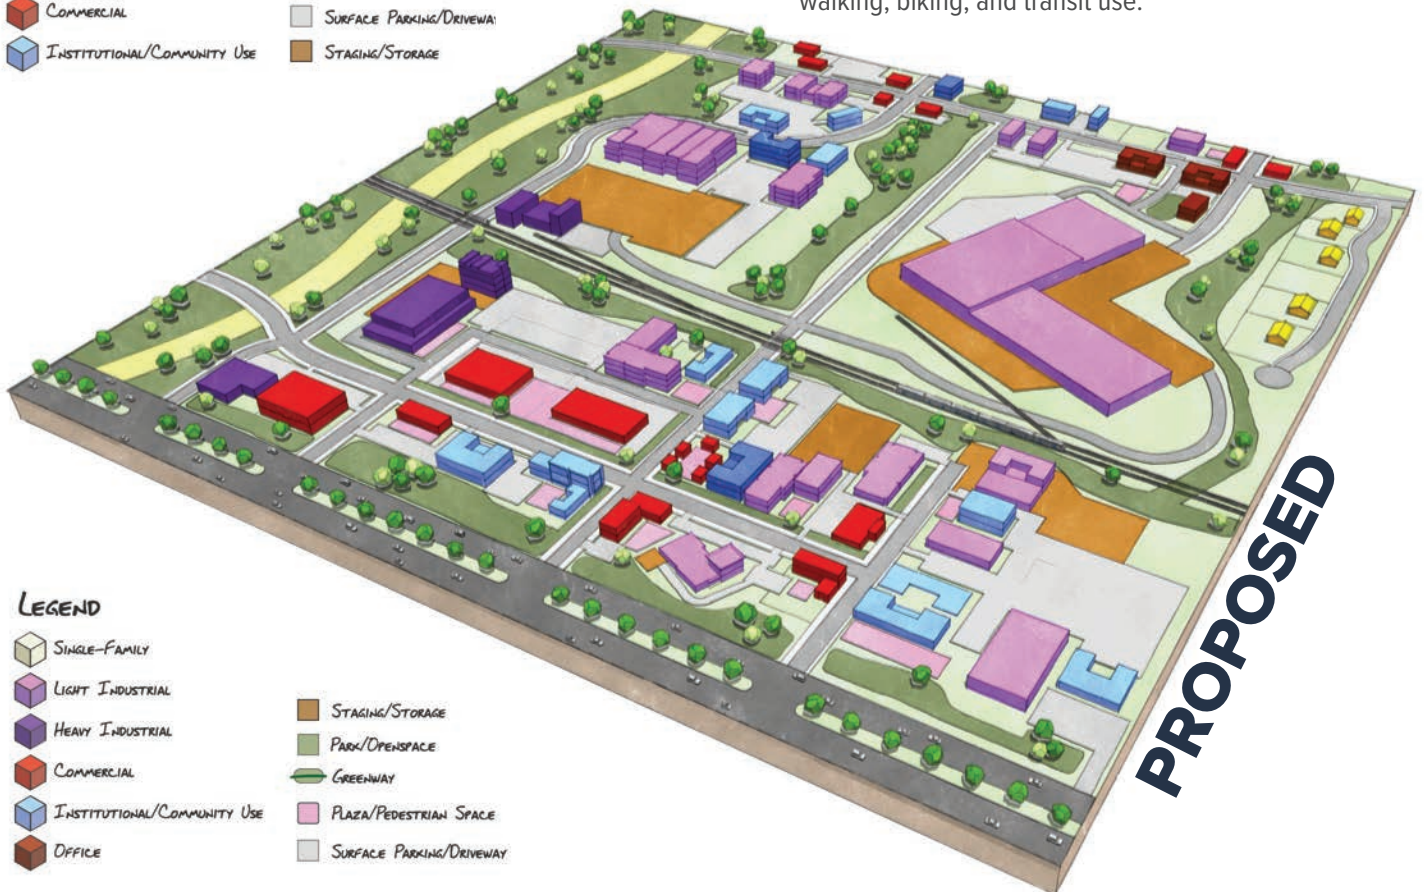 walking, biking, and transit use.
COMMERCIAL
INSTITUTIONAL/COMMUNITY USE
SURFACE PARKING/DRIVEWAY
STAGING/STORAGE
PROPOSED
LEGEND
SINGLE-FAMILY
LIGHT INDUSTRIAL
HEAVY INDUSTRIAL
COMMERCIAL
INSTITUTIONAL/COMMUNITY USE
OFFICE
STAGING/STORAGE
PARK/OPENSPACE
GREENWAY
PLAZA/PEDESTRIAN SPACE
SURFACE PARKING/DRIVEWAY